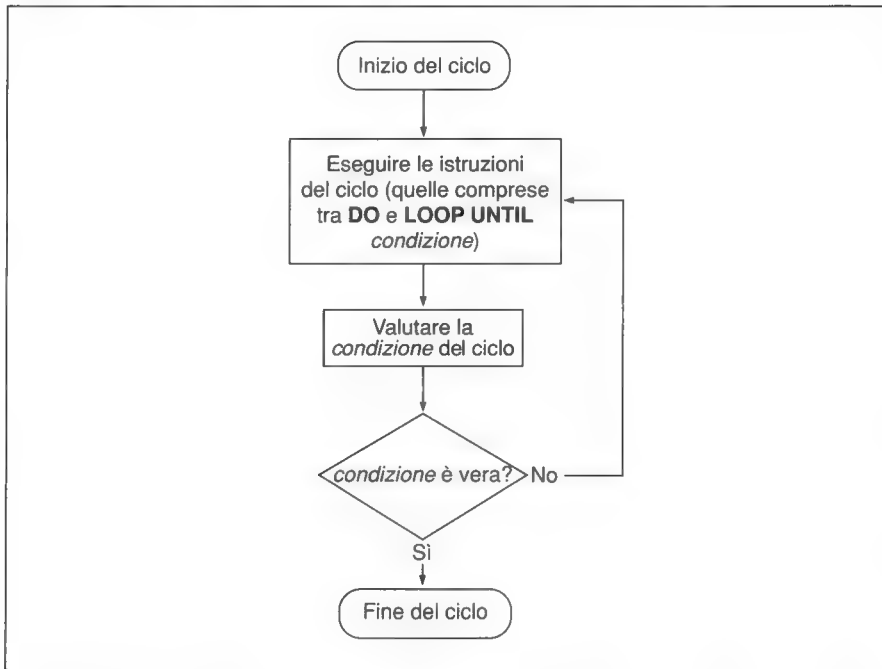 Inizio del ciclo
Eseguire le istruzioni
del ciclo (quelle comprese
tra DO e LOOP UNTIL
condizione)
Valutare la
condizione del ciclo
condizione è vera? No
Sì
Fine del ciclo